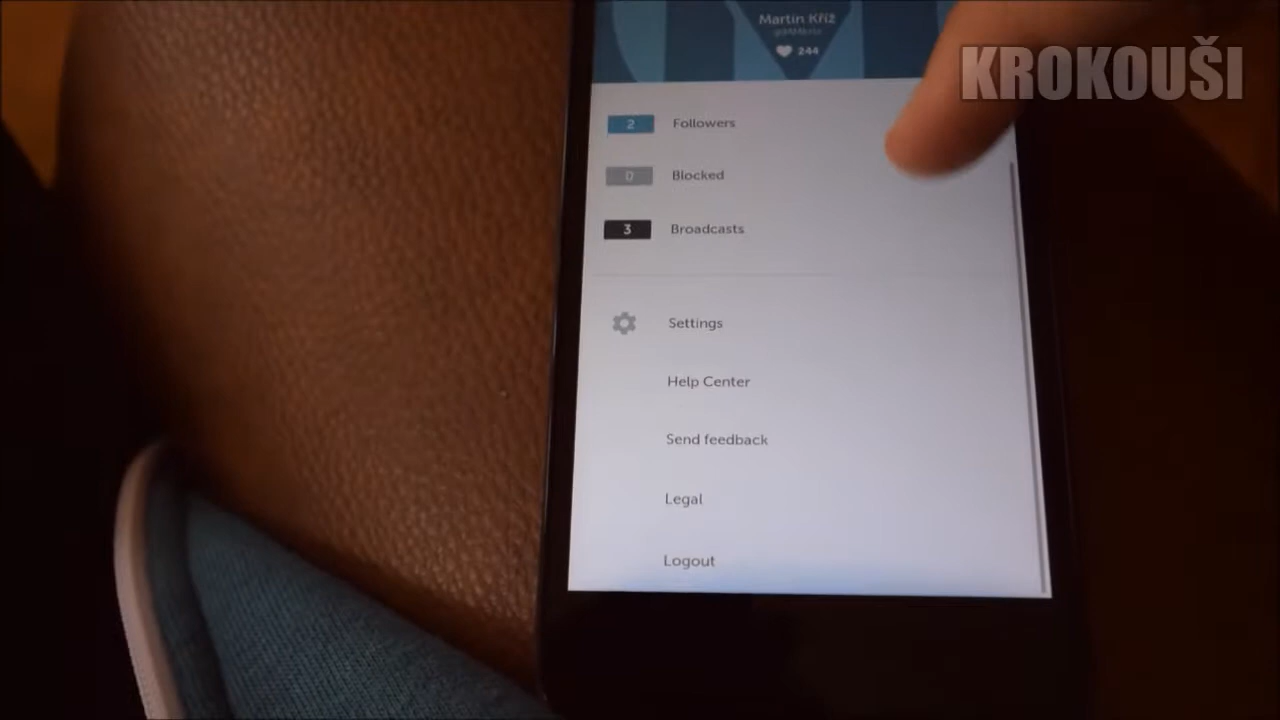 Martin Kříž
244
KROKOUŠI
2 Followers
0 Blocked
3 Broadcasts
Settings
Help Center
Send feedback
Legal
Logout